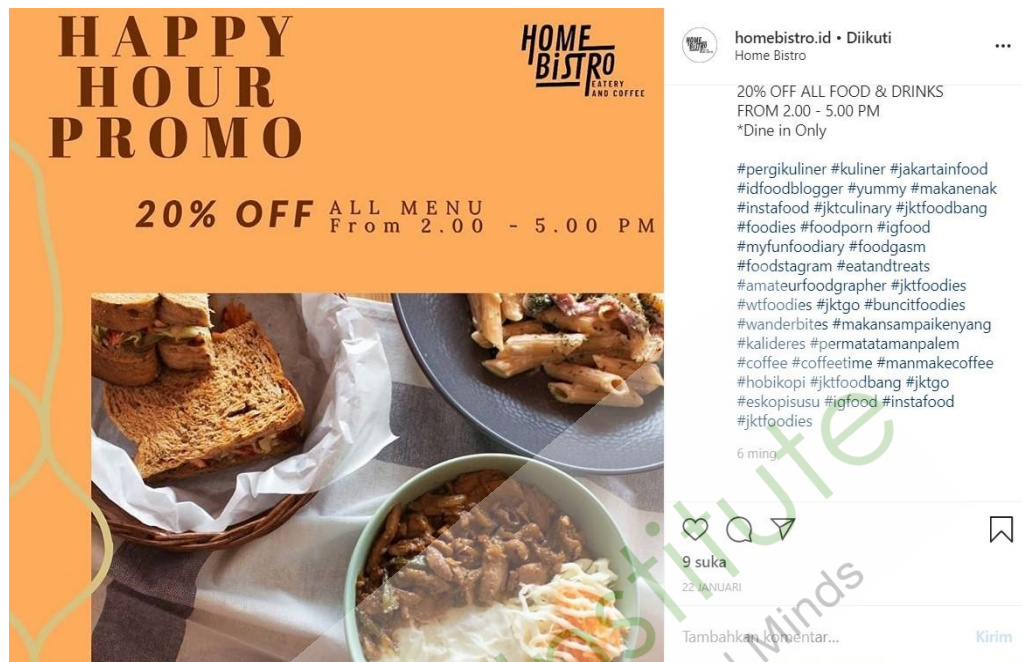 HAPPY
HOUR
PROMO
HOME
BiSTRO
EATERY
AND COFFEE
20% OFF ALL MENU
From 2.00 - 5.00 PM
homebistro.id • Diikuti
Home Bistro
20% OFF ALL FOOD & DRINKS
FROM 2.00 - 5.00 PM
*Dine in Only
#pergikuliner #kuliner #jakartainfood
#idfoodblogger #yummy #makanenak
#instafood #jktculinary #jktfoodbang
#foodies #foodporn #igfood
#myfunfoodiary #foodgasm
#foodstagram #eatandtreats
#amateurfoodgrapher #jktfoodies
#wtfoodies #jktgo #buncitfoodies
#wanderbites #makansampaikenyang
#kalideres #permatatamanpalem
#coffee #coffeetime #manmakecoffee
#hobikopi #jktfoodbang #jktgo
#eskopisusu #igfood #instafood
#jktfoodies
6 ming
9 suka
22 JANUARI
Tambahkan komentar... Kirim
Institute
Minds